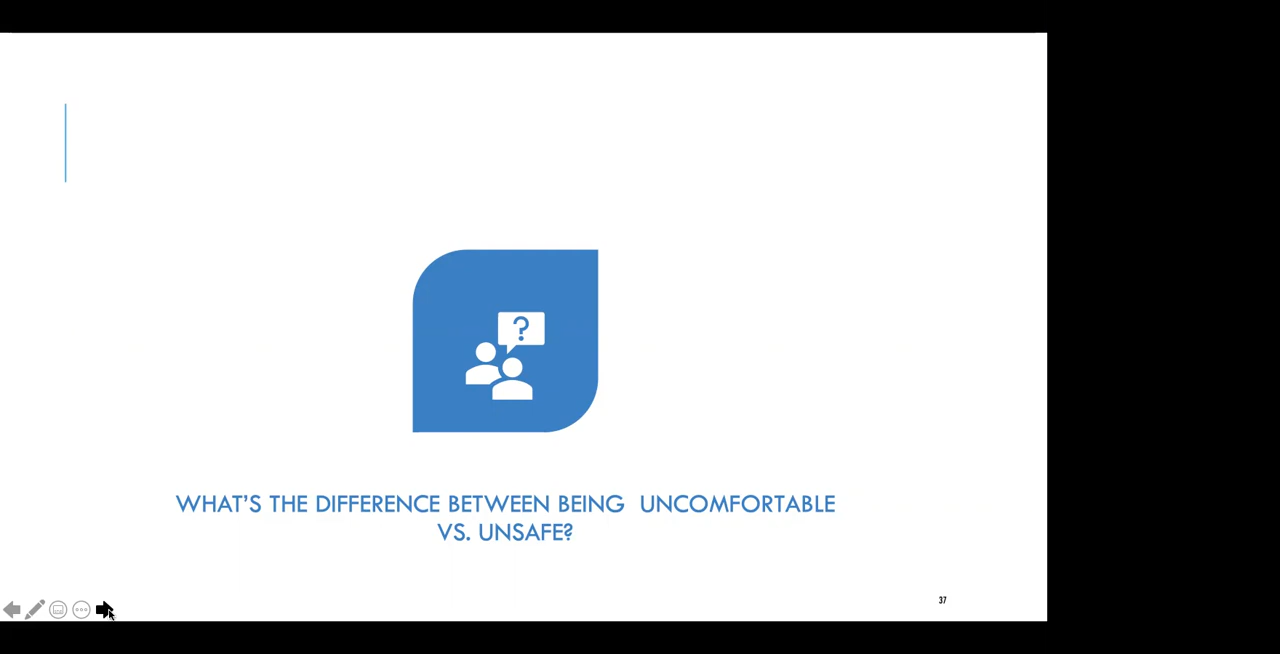 ?
WHAT'S THE DIFFERENCE BETWEEN BEING  UNCOMFORTABLE
VS. UNSAFE?
37